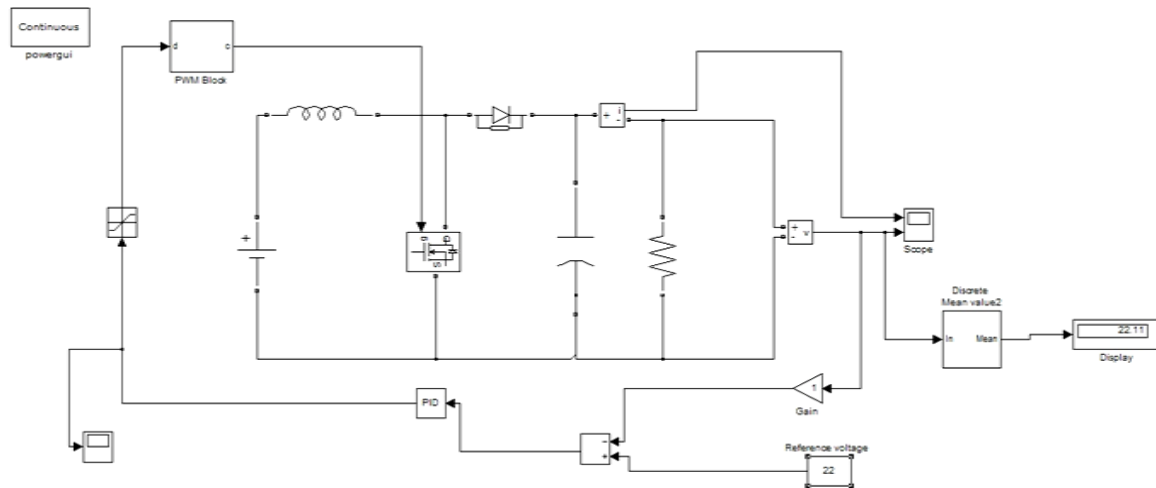 Continuous
powergui
d
c
PWM Block
+
i
-
+
g
D
S
+
-
v
Scope
Discrete
Mean value2
In
Mean
22.11
Display
PID
1
Gain
-
+
Reference voltage
22